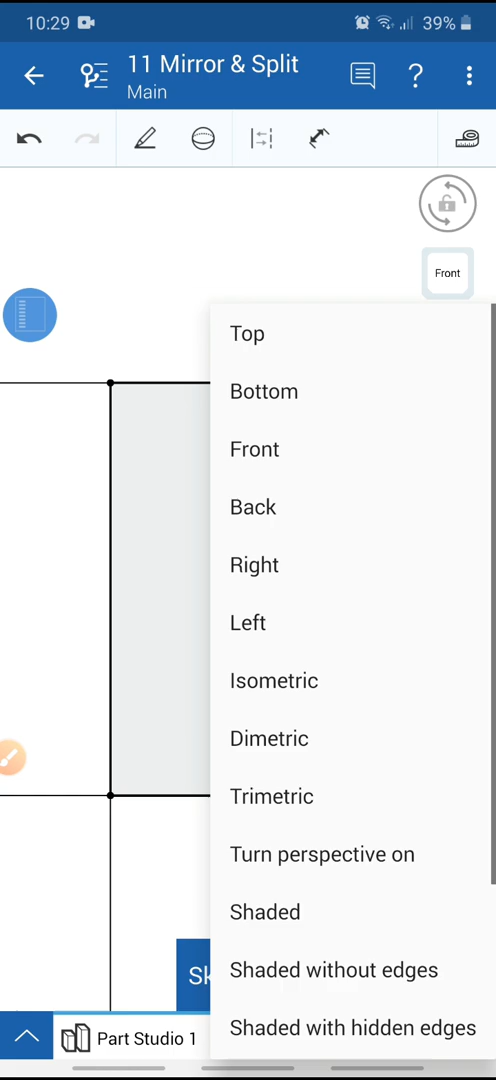 10:29
39%
11 Mirror & Split
Main
Front
Top
Bottom
Front
Back
Right
Left
Isometric
Dimetric
Trimetric
Turn perspective on
Shaded
Shaded without edges
Sk
Shaded with hidden edges
Part Studio 1